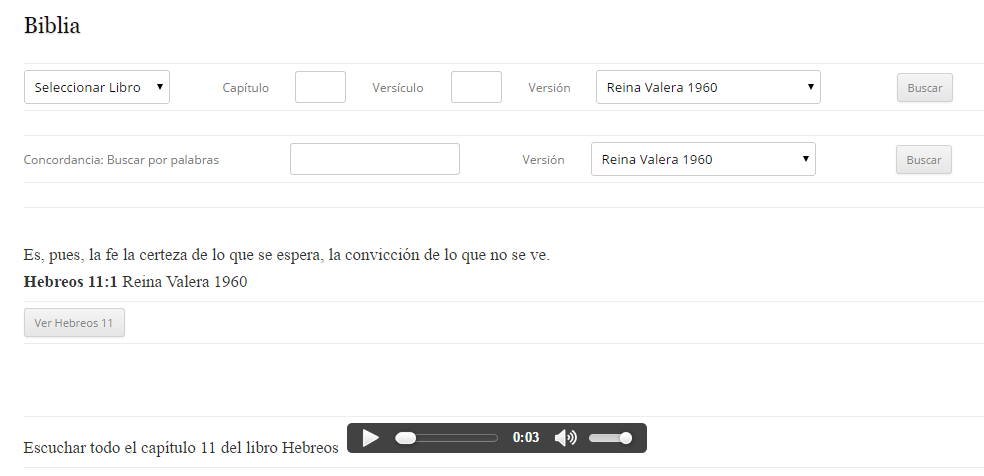 Biblia
Seleccionar Libro Capítulo Versículo Versión Reina Valera 1960 Buscar
Concordancia: Buscar por palabras Versión Reina Valera 1960 Buscar
Es, pues, la fe la certeza de lo que se espera, la convicción de lo que no se ve.
Hebreos 11:1 Reina Valera 1960
Ver Hebreos 11
Escuchar todo el capítulo 11 del libro Hebreos 0:03